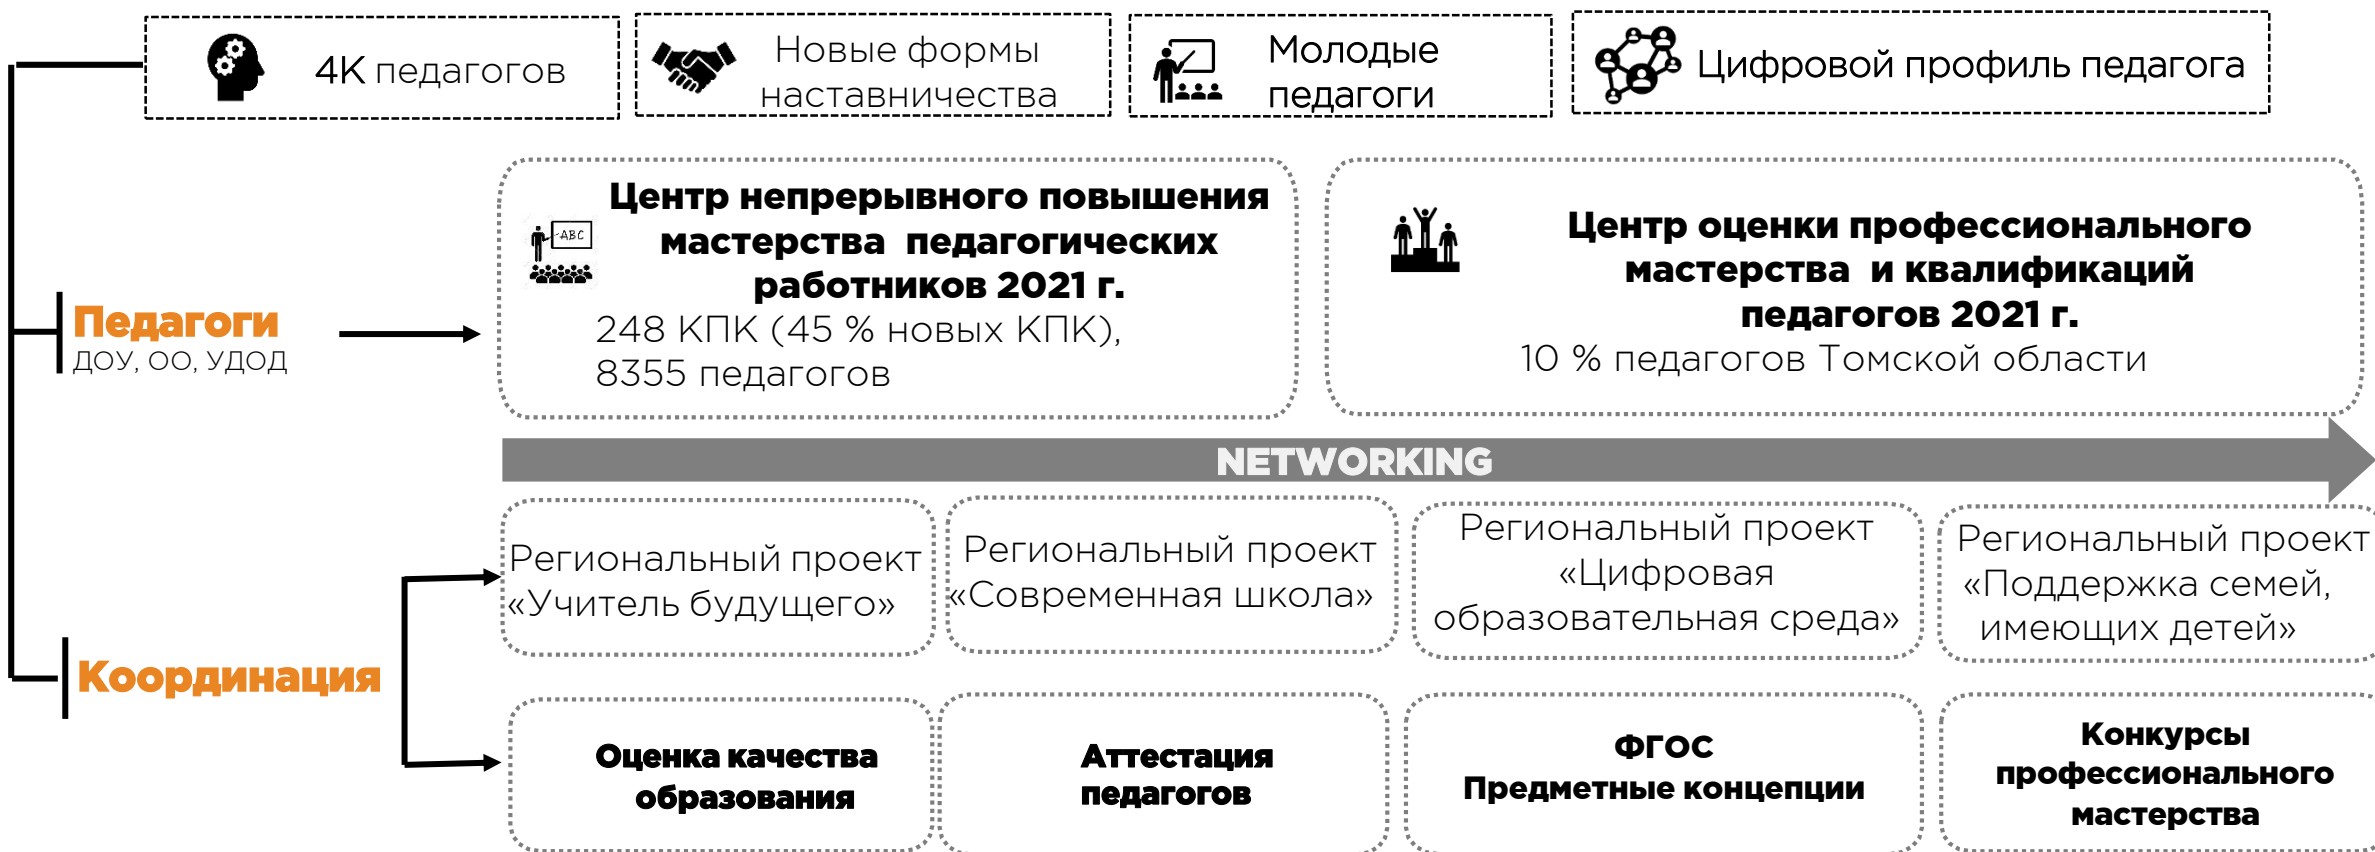 4К педагогов
Новые формы
наставничества
Молодые
педагоги
Цифровой профиль педагога
Центр непрерывного повышения
мастерства педагогических
работников 2021 г.
248 КПК (45 % новых КПК),
8355 педагогов
ABC
Центр оценки профессионального
мастерства и квалификаций
педагогов 2021 г.
10 % педагогов Томской области
Педагоги
ДОУ, ОО, УДОД
NETWORKING
Региональный проект
«Учитель будущего»
Региональный проект
«Современная школа»
Региональный проект
«Цифровая
образовательная среда»
Региональный проект
«Поддержка семей,
имеющих детей»
Координация
Оценка качества
образования
Аттестация
педагогов
ФГОС
Предметные концепции
Конкурсы
профессионального
мастерства